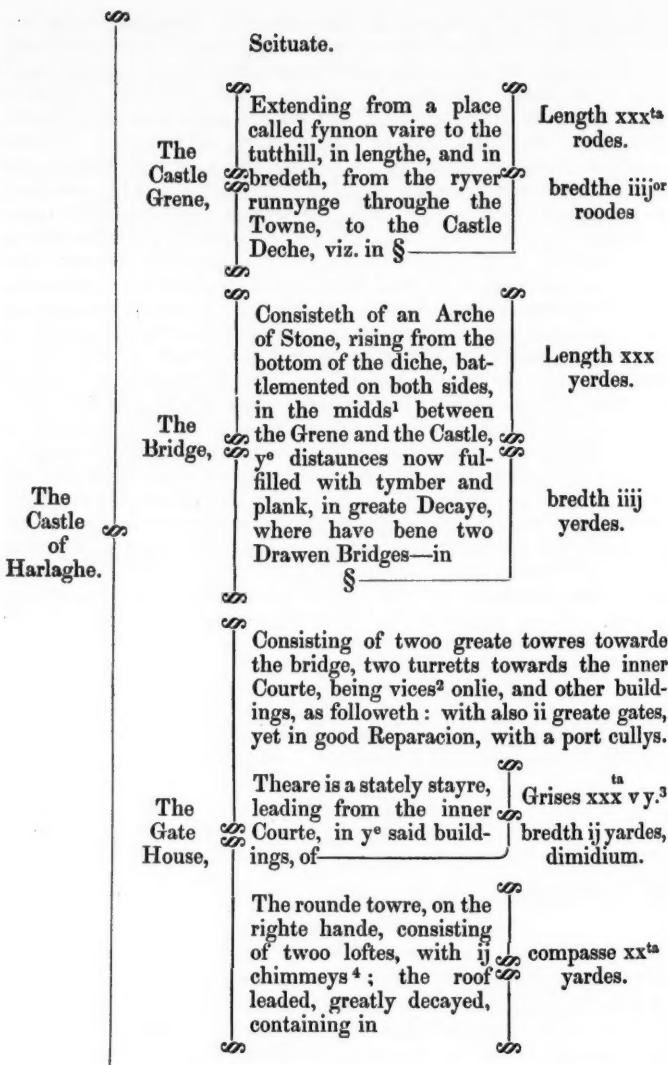 Scituate.
The
Castle
Grene,
Extending from a place
called fynnon vaire to the
tutthill, in lengthe, and in
bredeth, from the ryver
runnynge throughe the
Towne, to the Castle
Deche, viz. in §
Length xxxᵗᵃ
rodes.
bredthe iiijᵒʳ
roodes
The
Bridge,
Consisteth of an Arche
of Stone, rising from the
bottom of the diche, bat-
tlemented on both sides,
in the midds¹ between
the Grene and the Castle,
yᵉ distaunces now ful-
filled with tymber and
plank, in greate Decaye,
where have bene two
Drawen Bridges—in
§
Length xxx
yerdes.
bredth iiij
yerdes.
The
Castle
of
Harlaghe.
The
Gate
House,
Consisting of twoo greate towres towarde
the bridge, two turretts towards the inner
Courte, being vices² onlie, and other build-
ings, as followeth : with also ii greate gates,
yet in good Reparacion, with a port cullys.
Theare is a stately stayre,
leading from the inner
Courte, in yᵉ said build-
ings, of
Grises xxxᵗᵃ v y.³
bredth ij yardes,
dimidium.
The rounde towre, on the
righte hande, consisting
of twoo loftes, with ij
chimmeys⁴ ; the roof
leaded, greatly decayed,
containing in
compasse xxᵗᵃ
yardes.